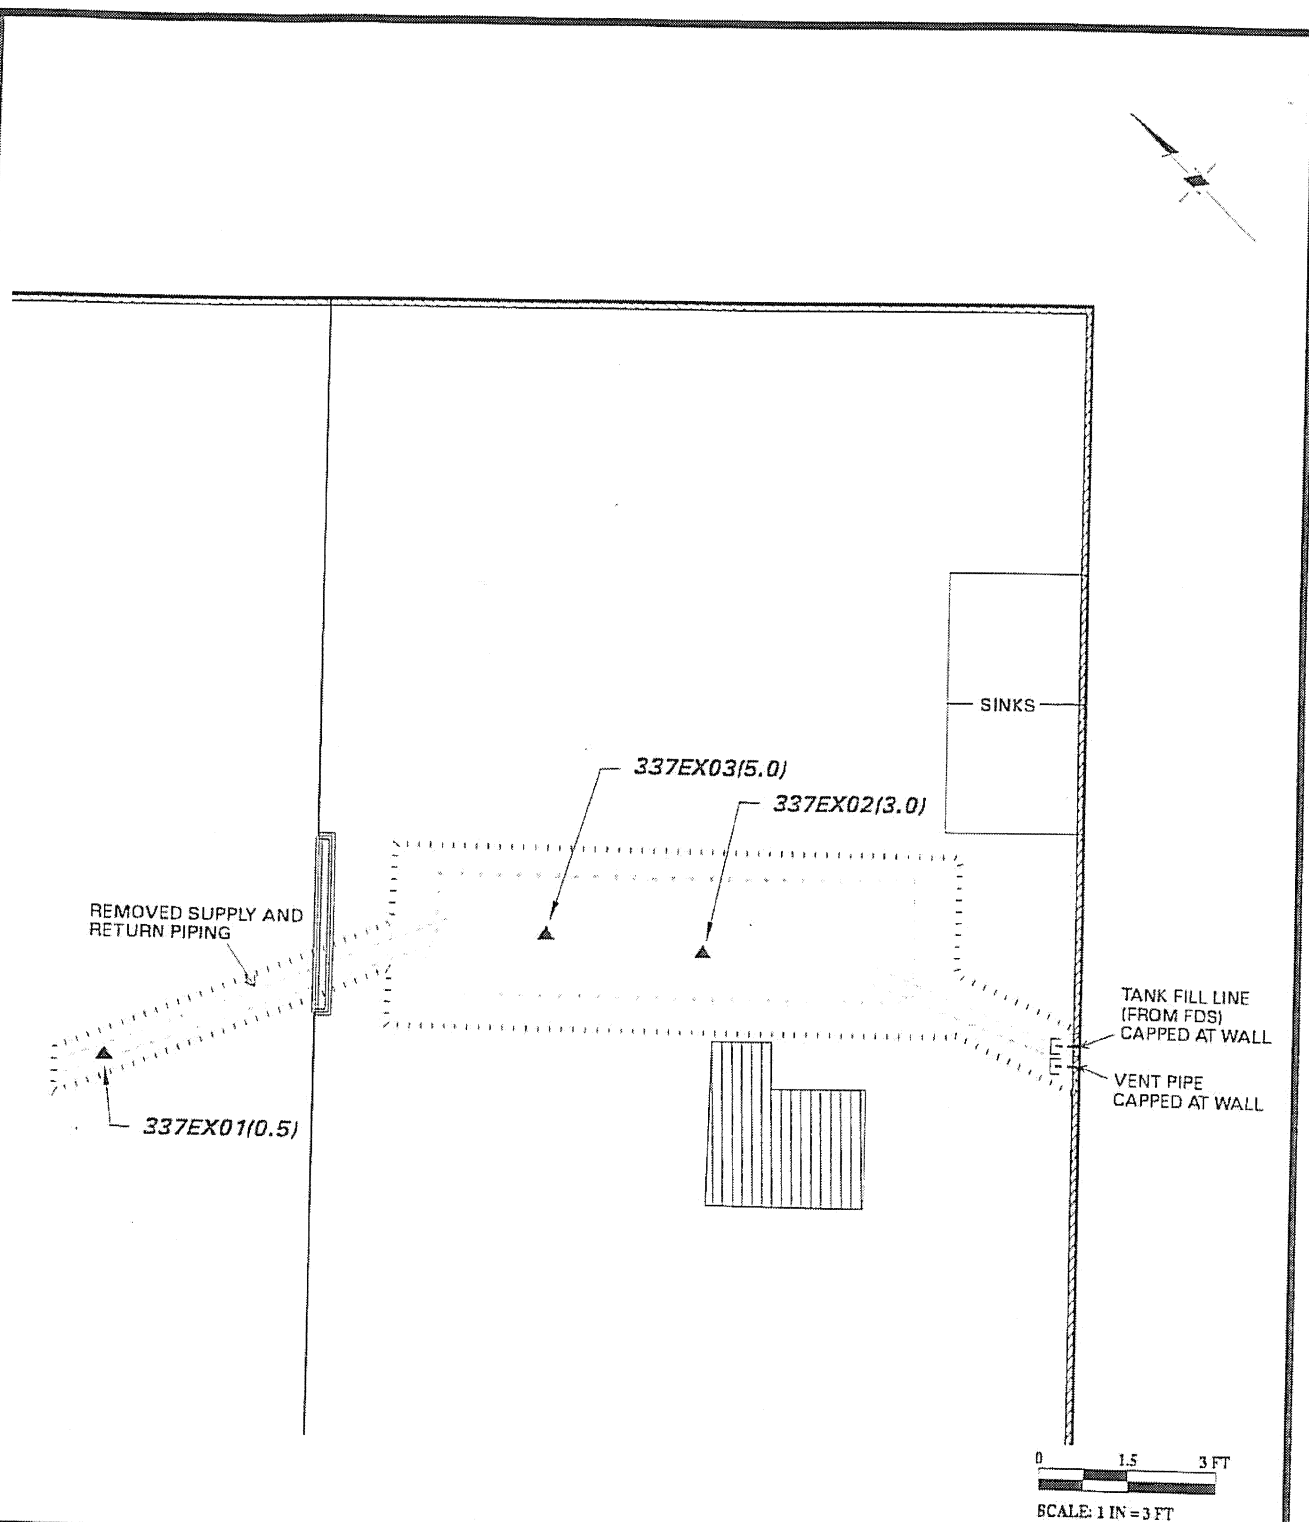 SINKS
337EX03(5.0)
337EX02(3.0)
REMOVED SUPPLY AND
RETURN PIPING
TANK FILL LINE
(FROM FDS)
CAPPED AT WALL
VENT PIPE
CAPPED AT WALL
337EX01(0.5)
0 1.5 3 FT
SCALE: 1 IN = 3 FT